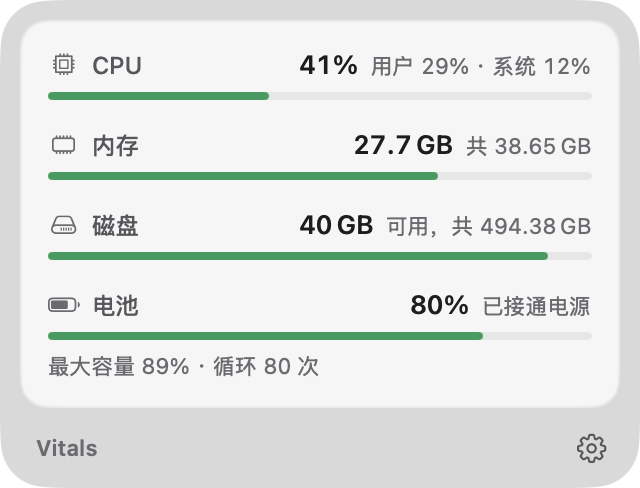 CPU 41% 用户 29% · 系统 12%
内存 27.7 GB 共 38.65 GB
磁盘 40 GB 可用，共 494.38 GB
电池 80% 已接通电源
最大容量 89% · 循环 80 次
Vitals